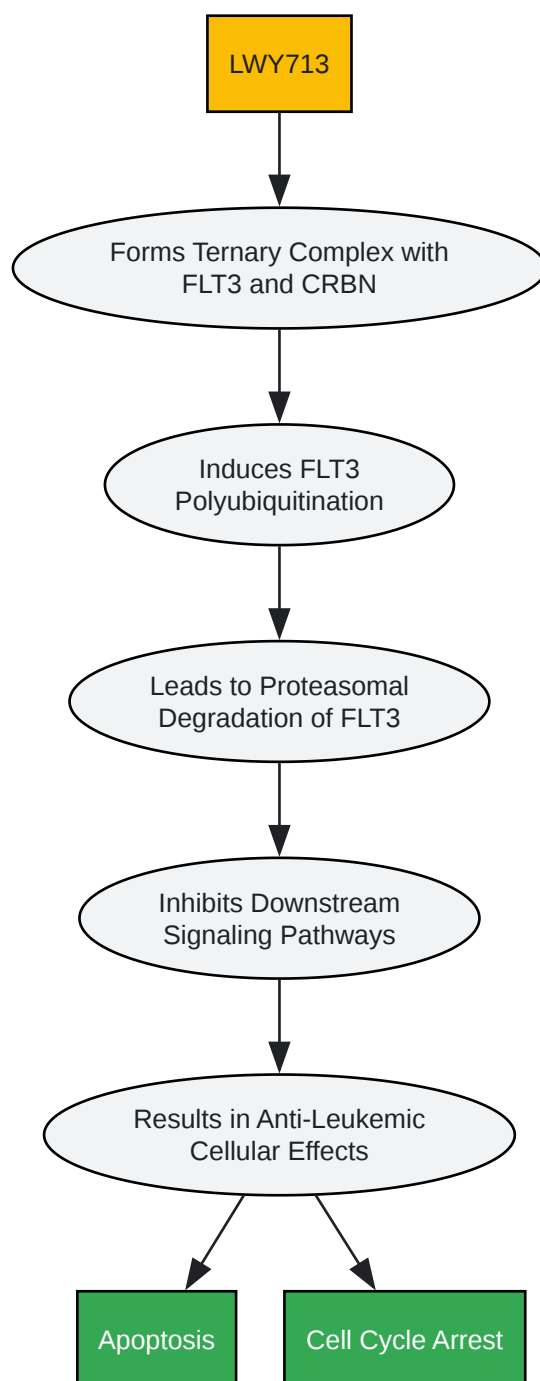 LWY713
Forms Ternary Complex with
FLT3 and CRBN
Induces FLT3
Polyubiquitination
Leads to Proteasomal
Degradation of FLT3
Inhibits Downstream
Signaling Pathways
Results in Anti-Leukemic
Cellular Effects
Apoptosis
Cell Cycle Arrest